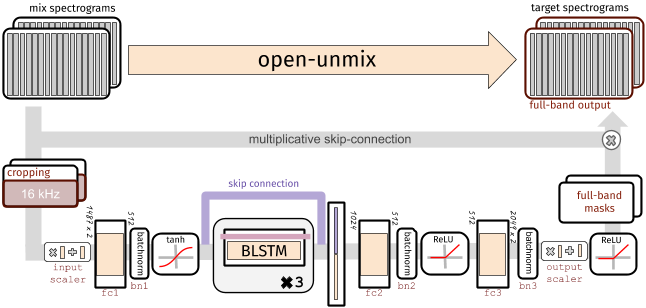 mix spectrograms
target spectrograms
open-unmix
full-band output
multiplicative skip-connection
cropping
16 kHz
skip connection
full-band
masks
1487 x 2
512
1024
512
512
2049 x 2
batchnorm
tanh
BLSTM
x 3
batchnorm
ReLU
batchnorm
ReLU
x +
x +
input
scaler
fc1
bn1
fc2
bn2
fc3
bn3
output
scaler